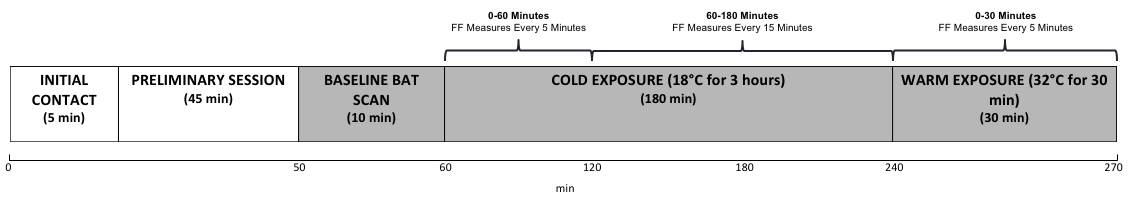 0-60 Minutes
FF Measures Every 5 Minutes
60-180 Minutes
FF Measures Every 15 Minutes
0-30 Minutes
FF Measures Every 5 Minutes
INITIAL
CONTACT
(5 min)
PRELIMINARY SESSION
(45 min)
BASELINE BAT
SCAN
(10 min)
COLD EXPOSURE (18°C for 3 hours)
(180 min)
WARM EXPOSURE (32°C for 30
min)
(30 min)
0
50
60
120
180
240
270
min